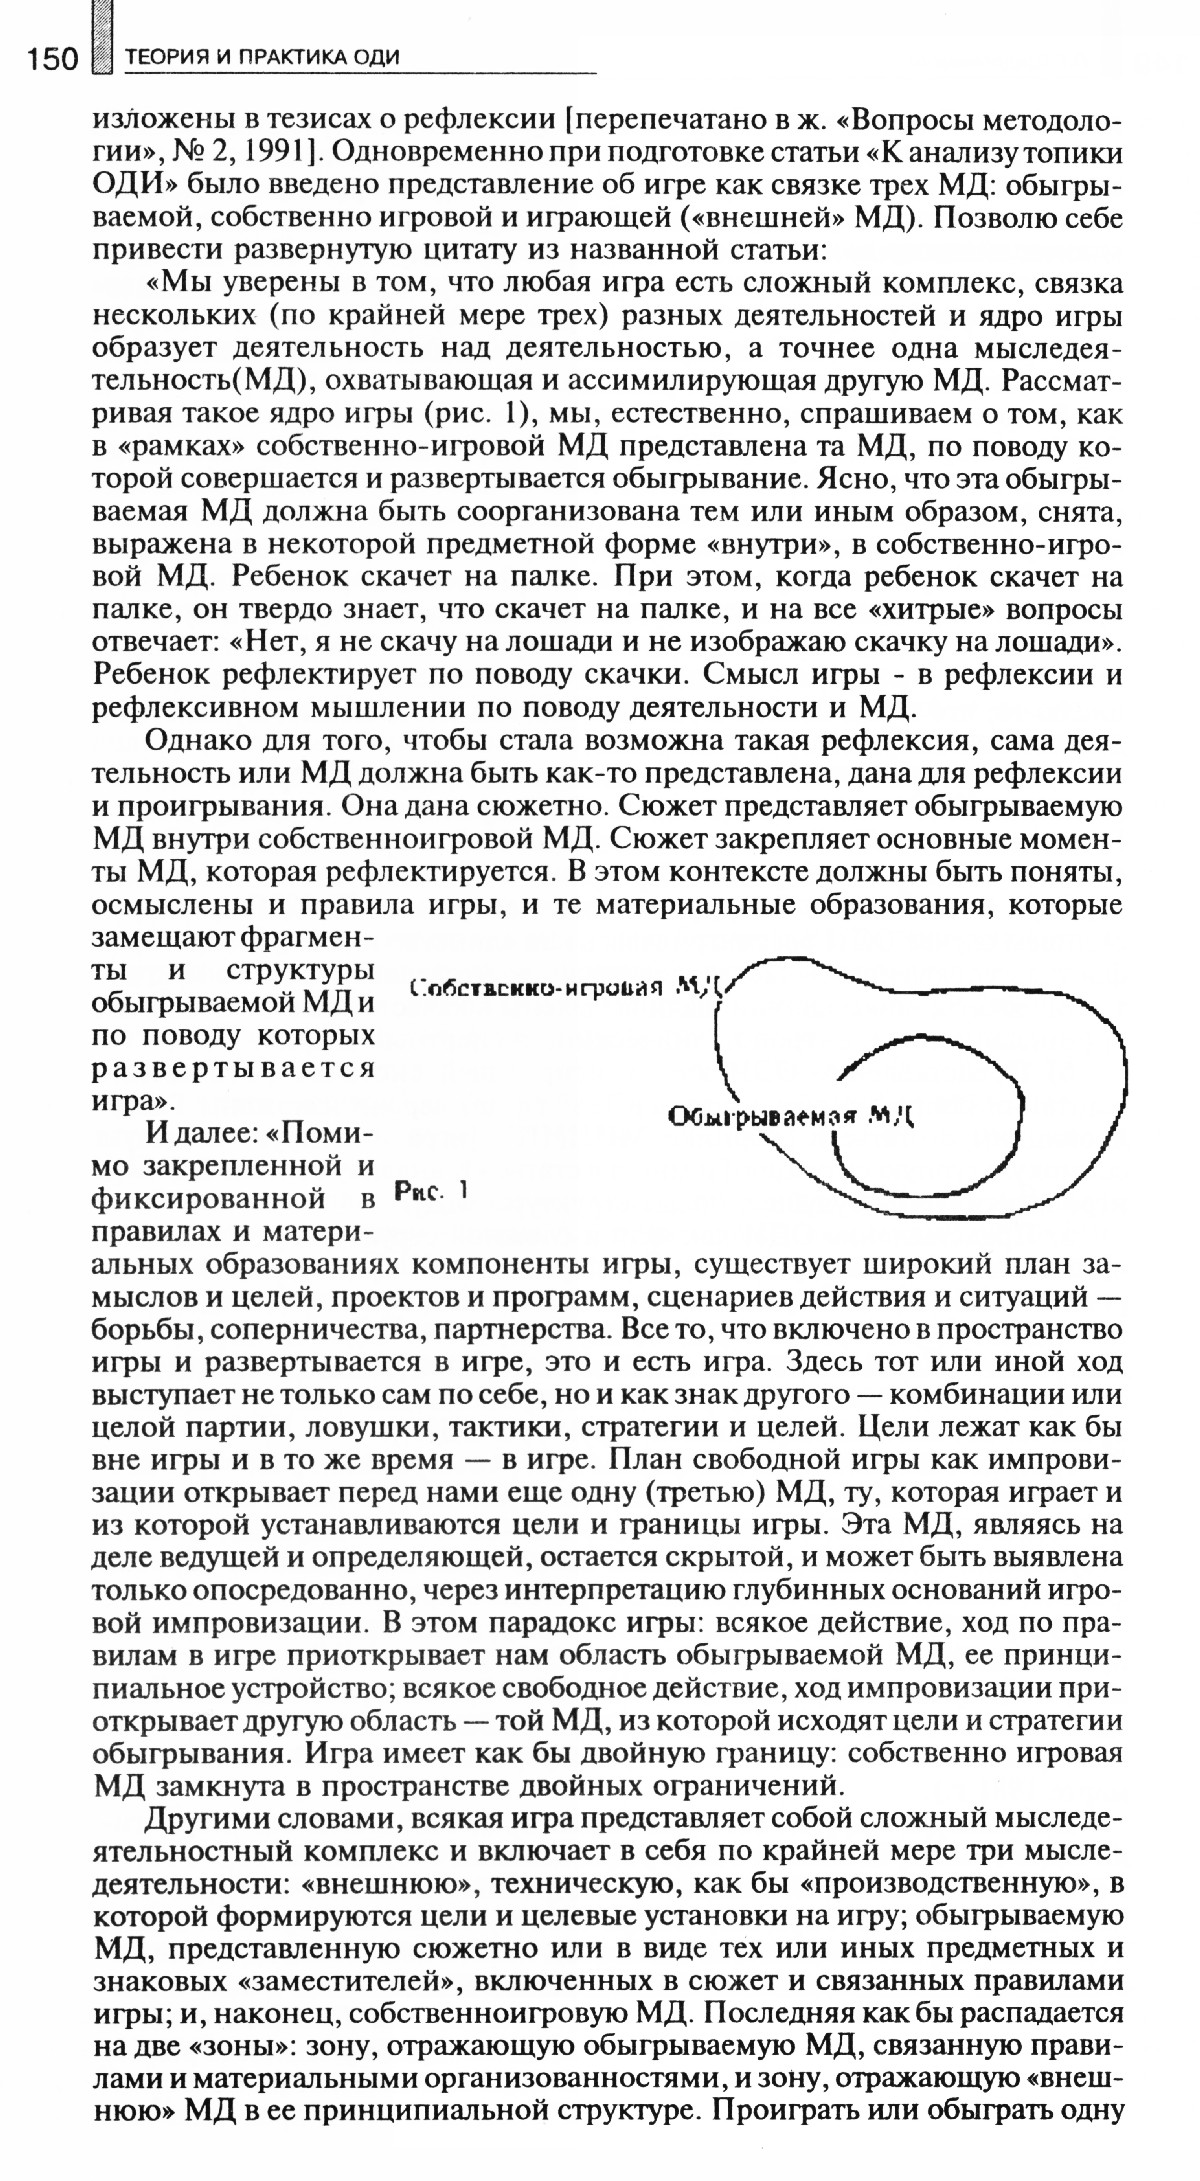 150
ТЕОРИЯ И ПРАКТИКА ОДИ
изложены в тезисах о рефлексии [перепечатано в ж. «Вопросы методоло-
гии», № 2, 1991]. Одновременно при подготовке статьи «К анализу топики
ОДИ» было введено представление об игре как связке трех МД: обыгры-
ваемой, собственно игровой и играющей («внешней» МД). Позволю себе
привести развернутую цитату из названной статьи:
«Мы уверены в том, что любая игра есть сложный комплекс, связка
нескольких (по крайней мере трех) разных деятельностей и ядро игры
образует деятельность над деятельностью, а точнее одна мыследея-
тельность(МД), охватывающая и ассимилирующая другую МД. Рассмат-
ривая такое ядро игры (рис. 1), мы, естественно, спрашиваем о том, как
в «рамках» собственно-игровой МД представлена та МД, по поводу ко-
торой совершается и развертывается обыгрывание. Ясно, что эта обыгры-
ваемая МД должна быть соорганизована тем или иным образом, снята,
выражена в некоторой предметной форме «внутри», в собственно-игро-
вой МД. Ребенок скачет на палке. При этом, когда ребенок скачет на
палке, он твердо знает, что скачет на палке, и на все «хитрые» вопросы
отвечает: «Нет, я не скачу на лошади и не изображаю скачку на лошади».
Ребенок рефлектирует по поводу скачки. Смысл игры - в рефлексии и
рефлексивном мышлении по поводу деятельности и МД.
Однако для того, чтобы стала возможна такая рефлексия, сама дея-
тельность или МД должна быть как-то представлена, дана для рефлексии
и проигрывания. Она дана сюжетно. Сюжет представляет обыгрываемую
МД внутри собственноигровой МД. Сюжет закрепляет основные момен-
ты МД, которая рефлектируется. В этом контексте должны быть поняты,
осмыслены и правила игры, и те материальные образования, которые
замещают фрагмен-
ты и структуры
обыгрываемой МД и
по поводу которых
развертывается
игра».
И далее: «Поми-
мо закрепленной и
фиксированной в
правилах и матери-
Собственно-игровая МД
Обыгрываемая МД
Рис. 1
альных образованиях компоненты игры, существует широкий план за-
мыслов и целей, проектов и программ, сценариев действия и ситуаций —
борьбы, соперничества, партнерства. Все то, что включено в пространство
игры и развертывается в игре, это и есть игра. Здесь тот или иной ход
выступает не только сам по себе, но и как знак другого — комбинации или
целой партии, ловушки, тактики, стратегии и целей. Цели лежат как бы
вне игры и в то же время — в игре. План свободной игры как импрови-
зации открывает перед нами еще одну (третью) МД, ту, которая играет и
из которой устанавливаются цели и границы игры. Эта МД, являясь на
деле ведущей и определяющей, остается скрытой, и может быть выявлена
только опосредованно, через интерпретацию глубинных оснований игро-
вой импровизации. В этом парадокс игры: всякое действие, ход по пра-
вилам в игре приоткрывает нам область обыгрываемой МД, ее принци-
пиальное устройство; всякое свободное действие, ход импровизации при-
открывает другую область — той МД, из которой исходят цели и стратегии
обыгрывания. Игра имеет как бы двойную границу: собственно игровая
МД замкнута в пространстве двойных ограничений.
Другими словами, всякая игра представляет собой сложный мыследе-
ятельностный комплекс и включает в себя по крайней мере три мысле-
деятельности: «внешнюю», техническую, как бы «производственную», в
которой формируются цели и целевые установки на игру; обыгрываемую
МД, представленную сюжетно или в виде тех или иных предметных и
знаковых «заместителей», включенных в сюжет и связанных правилами
игры; и, наконец, собственноигровую МД. Последняя как бы распадается
на две «зоны»: зону, отражающую обыгрываемую МД, связанную прави-
лами и материальными организованностями, и зону, отражающую «внеш-
нюю» МД в ее принципиальной структуре. Проиграть или обыграть одну